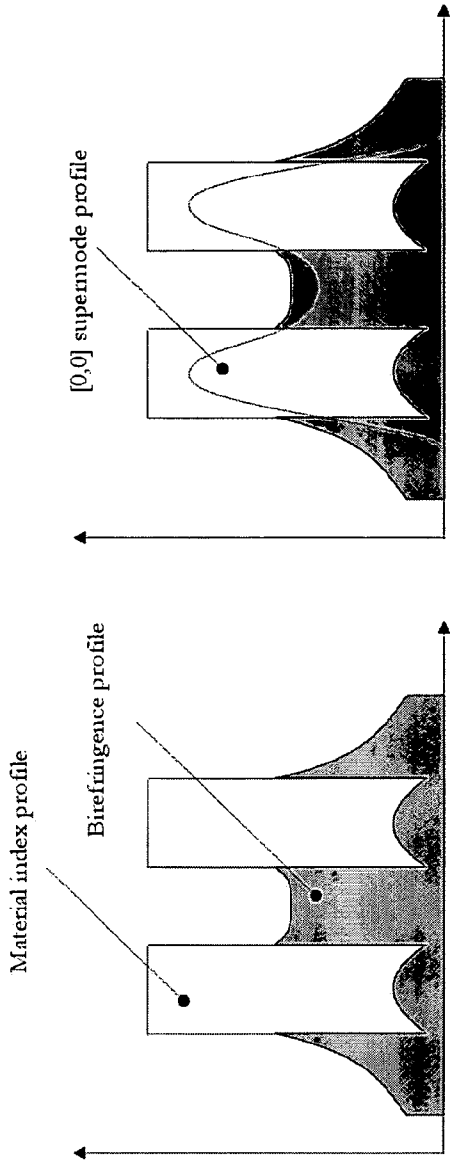 Material index profile
Birefringence profile
[0,0] supermode profile